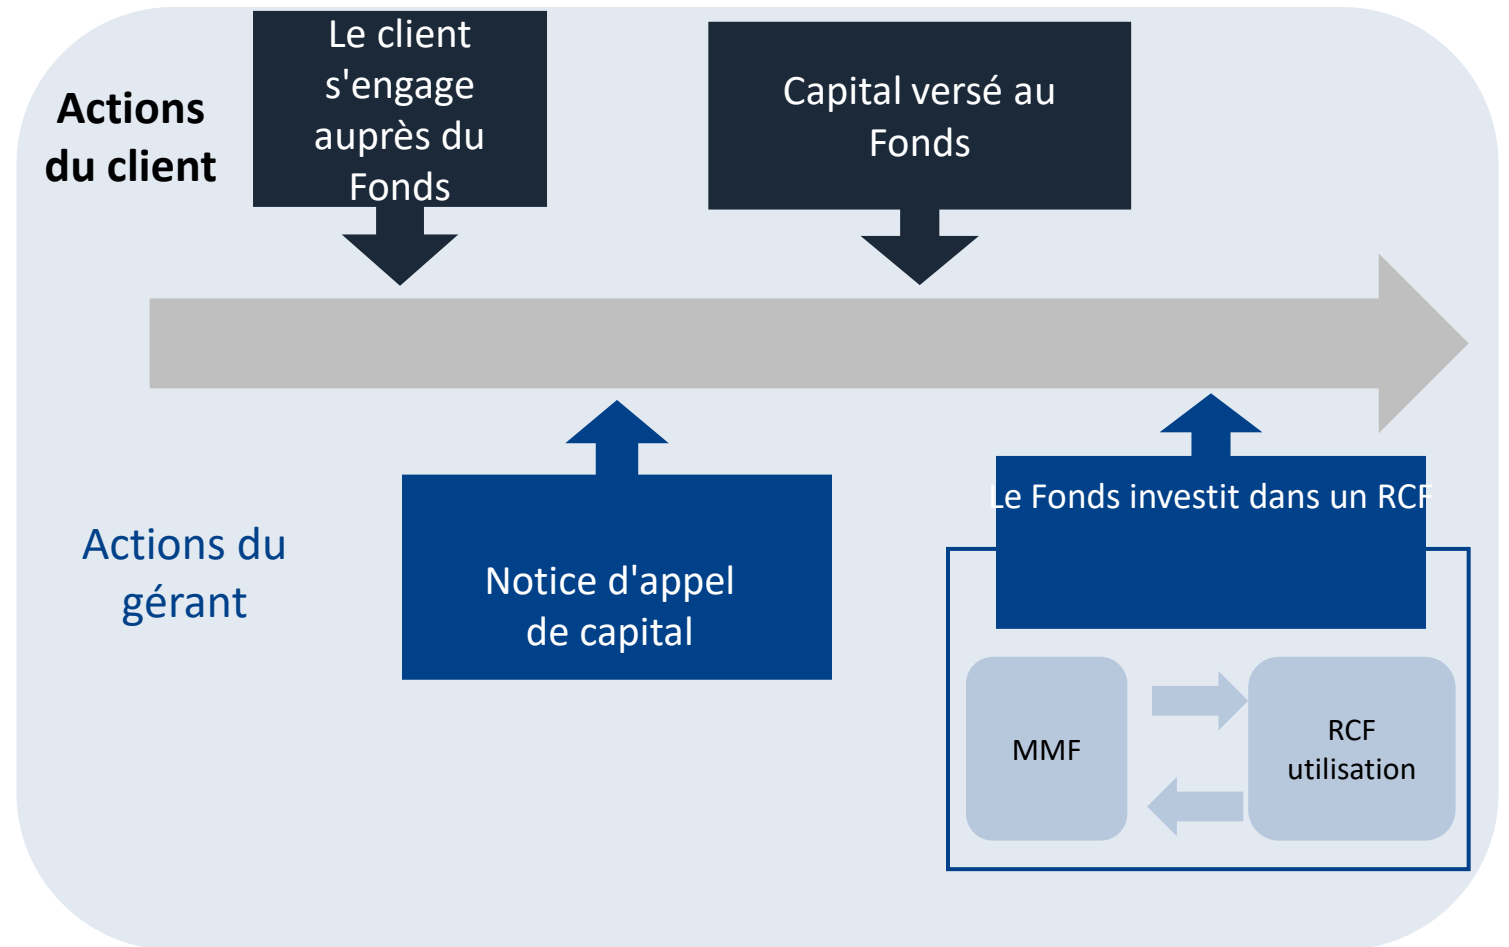 Actions
du client
Le client
s'engage
auprès du
Fonds
Capital versé au
Fonds
Actions du
gérant
Notice d'appel
de capital
Le Fonds investit dans un RCF
MMF
RCF
utilisation